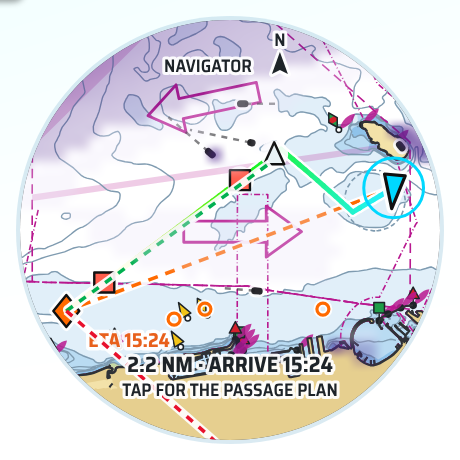 N
NAVIGATOR
ETA 15:24
2.2 NM · ARRIVE 15:24
TAP FOR THE PASSAGE PLAN